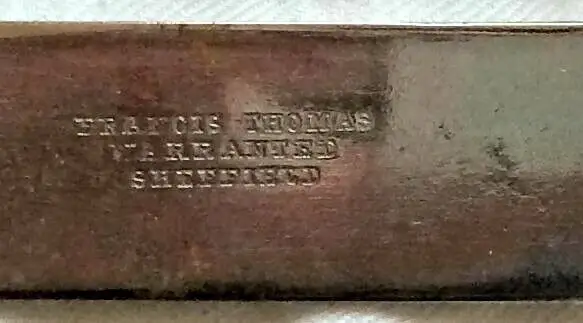 FRANCIS THOMAS
WARRANTED
SHEFFIELD